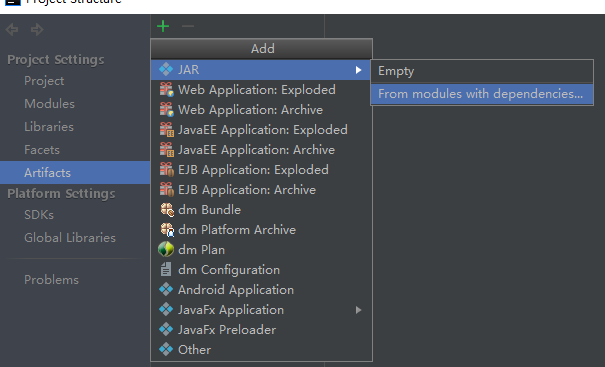 Project Structure
Project Settings
Project
Modules
Libraries
Facets
Artifacts
Platform Settings
SDKs
Global Libraries
Problems
Add
JAR
Web Application: Exploded
Web Application: Archive
JavaEE Application: Exploded
JavaEE Application: Archive
EJB Application: Exploded
EJB Application: Archive
dm Bundle
dm Platform Archive
dm Plan
dm Configuration
Android Application
JavaFx Application
JavaFx Preloader
Other
Empty
From modules with dependencies...